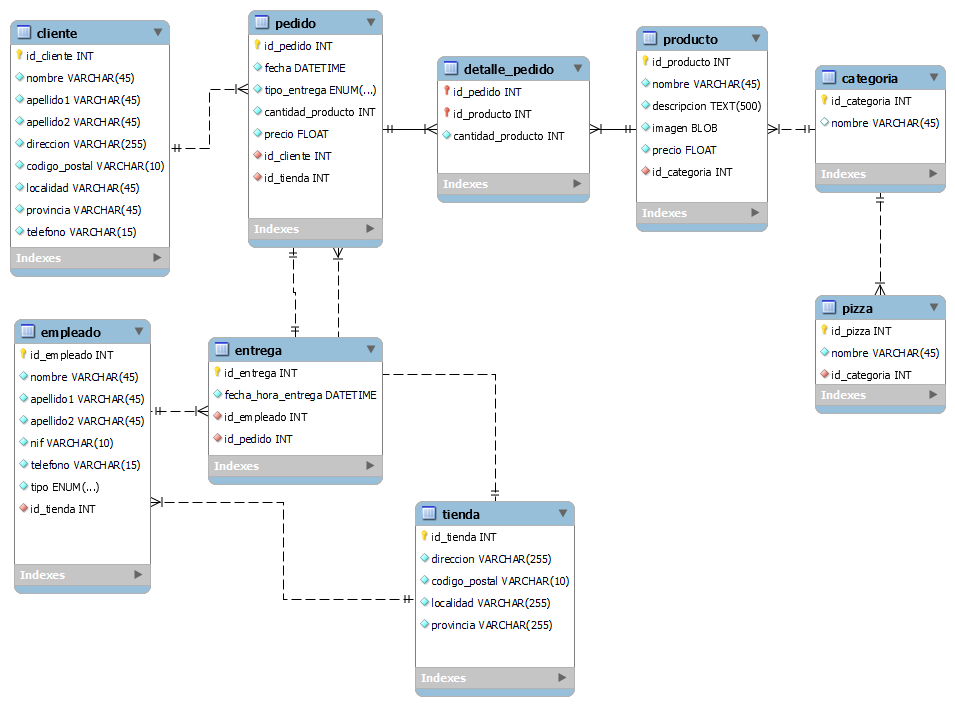 cliente
id_cliente INT
nombre VARCHAR(45)
apellido1 VARCHAR(45)
apellido2 VARCHAR(45)
direccion VARCHAR(255)
codigo_postal VARCHAR(10)
localidad VARCHAR(45)
provincia VARCHAR(45)
telefono VARCHAR(15)
Indexes
pedido
id_pedido INT
fecha DATETIME
tipo_entrega ENUM(...)
cantidad_producto INT
precio FLOAT
id_cliente INT
id_tienda INT
Indexes
detalle_pedido
id_pedido INT
id_producto INT
cantidad_producto INT
Indexes
producto
id_producto INT
nombre VARCHAR(45)
descripcion TEXT(500)
imagen BLOB
precio FLOAT
id_categoria INT
Indexes
categoria
id_categoria INT
nombre VARCHAR(45)
Indexes
pizza
id_pizza INT
nombre VARCHAR(45)
id_categoria INT
Indexes
empleado
id_empleado INT
nombre VARCHAR(45)
apellido1 VARCHAR(45)
apellido2 VARCHAR(45)
nif VARCHAR(10)
telefono VARCHAR(15)
tipo ENUM(...)
id_tienda INT
Indexes
entrega
id_entrega INT
fecha_hora_entrega DATETIME
id_empleado INT
id_pedido INT
Indexes
tienda
id_tienda INT
direccion VARCHAR(255)
codigo_postal VARCHAR(10)
localidad VARCHAR(255)
provincia VARCHAR(255)
Indexes